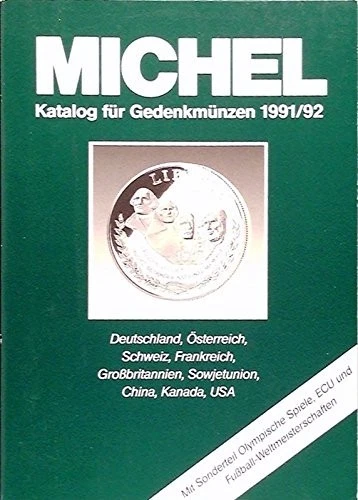 MICHEL
Katalog für Gedenkmünzen 1991/92
LIB
Deutschland, Österreich,
Schweiz, Frankreich,
Großbritannien, Sowjetunion,
China, Kanada, USA
Mit Sonderteil Olympische Spiele, ECU und
Fußball-Weltmeisterschaften